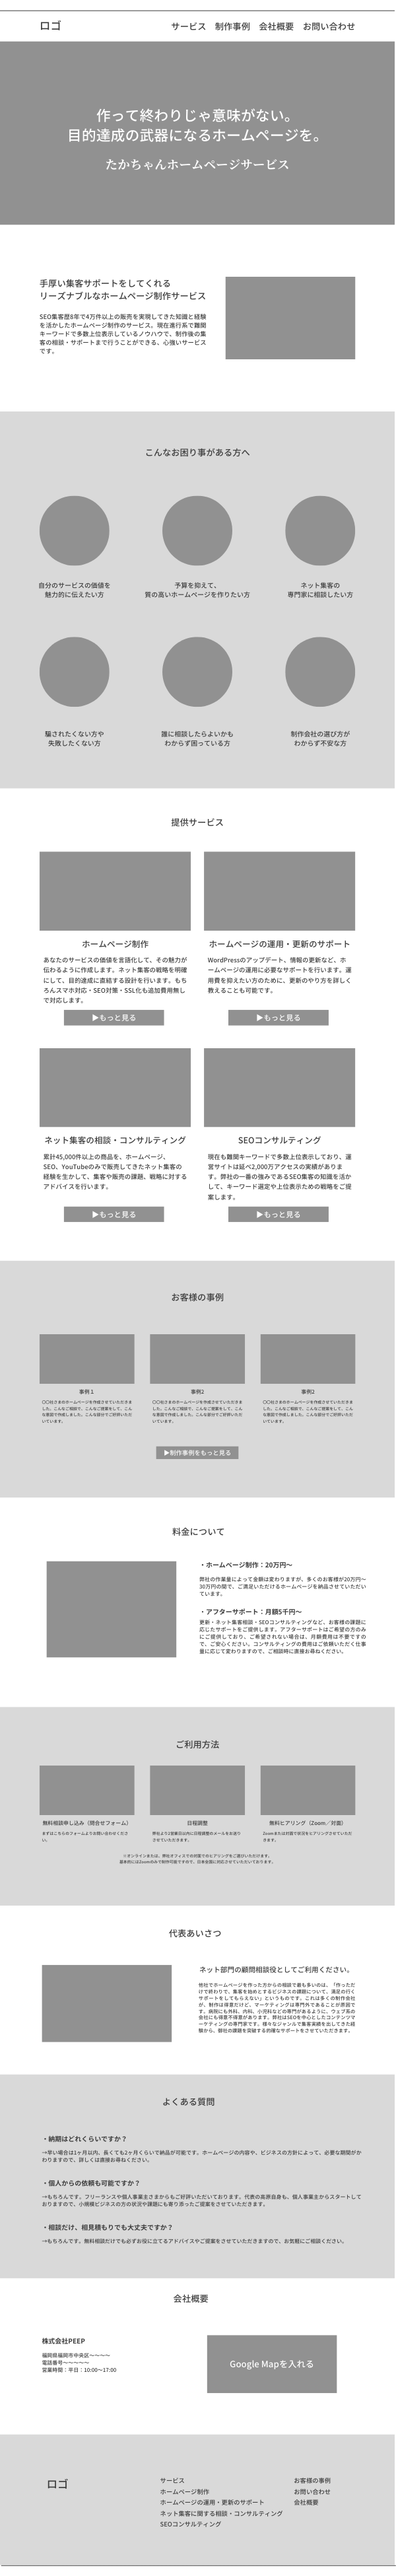 ロゴ
サービス 制作事例 会社概要 お問い合わせ
作って終わりじゃ意味がない。
目的達成の武器になるホームページを。
たかちゃんホームページサービス
手厚い集客サポートをしてくれる
リーズナブルなホームページ制作サービス
SEO集客歴8年で4万件以上の販売を実現してきた知識と経験
を活かしたホームページ制作のサービス。現在進行系で難関
キーワードで多数上位表示しているノウハウで、制作後の集
客の相談・サポートまで行うことができる、心強いサービス
です。
こんなお困り事がある方へ
自分のサービスの価値を
魅力的に伝えたい方
予算を抑えて、
質の高いホームページを作りたい方
ネット集客の
専門家に相談したい方
騙されたくない方や
失敗したくない方
誰に相談したらよいかも
わからず困っている方
制作会社の選び方が
わからず不安な方
提供サービス
ホームページ制作
あなたのサービスの価値を言語化して、その魅力が
伝わるように作成します。ネット集客の戦略を明確
にして、目的達成に直結する設計を行います。もち
ろんスマホ対応・SEO対策・SSL化も追加費用無し
で対応します。
▶もっと見る
ホームページの運用・更新のサポート
WordPressのアップデート、情報の更新など、ホ
ームページの運用に必要なサポートを行います。運
用費を抑えたい方のために、更新のやり方を詳しく
教えることも可能です。
▶もっと見る
ネット集客の相談・コンサルティング
累計45,000件以上の商品を、ホームページ、
SEO、YouTubeのみで販売してきたネット集客の
経験を生かして、集客や販売の課題、戦略に対する
アドバイスを行います。
▶もっと見る
SEOコンサルティング
現在も難関キーワードで多数上位表示しており、運
営サイトは延べ2,000万アクセスの実績がありま
す。弊社の一番の強みであるSEO集客の知識を活か
して、キーワード選定や上位表示ための戦略をご提
案します。
▶もっと見る
お客様の事例
事例１
〇〇社さまのホームページを作成させていただきま
した。こんなご相談で、こんなご提案をして、こん
な意図で作成しました。こんな部分でご好評いただ
いています。
事例2
〇〇社さまのホームページを作成させていただきま
した。こんなご相談で、こんなご提案をして、こん
な意図で作成しました。こんな部分でご好評いただ
いています。
事例2
〇〇社さまのホームページを作成させていただきま
した。こんなご相談で、こんなご提案をして、こん
な意図で作成しました。こんな部分でご好評いただ
いています。
▶制作事例をもっと見る
料金について
・ホームページ制作：20万円〜
弊社の作業量によって金額は変わりますが、多くのお客様が20万円〜
30万円の間で、ご満足いただけるホームページを納品させていただい
ています。
・アフターサポート：月額5千円〜
更新・ネット集客相談・SEOコンサルティングなど、お客様の課題に
応じたサポートをご提供します。アフターサポートはご希望の方のみ
にご提供しており、ご希望されない場合は、月額費用は不要ですの
で、ご安心ください。コンサルティングの費用はご依頼いただく仕事
量に応じて変わりますので、ご相談時に直接お尋ねください。
ご利用方法
無料相談申し込み（問合せフォーム）
まずはこちらのフォームよりお問い合わせくださ
い。
日程調整
弊社より2営業日以内に日程調整のメールをお送り
させていただきます。
無料ヒアリング（Zoom／対面）
Zoomまたは対面で状況をヒアリングさせていただ
きます。
※オンラインまたは、弊社オフィスでの対面でのヒアリングをご選びいただけます。
基本的にはZoomのみで制作可能ですので、日本全国に対応させていただいております。
代表あいさつ
ネット部門の顧問相談役としてご利用ください。
他社でホームページを作った方からの相談で最も多いのは、「作っただ
けで終わりで、集客を始めとするビジネスの課題について、満足の行く
サポートをしてもらえない」というものです。これは多くの制作会社
が、制作は得意だけど、マーケティングは専門外であることが原因で
す。病院にも外科、内科、小児科などの専門があるように、ウェブ系の
会社にも得意不得意があります。弊社はSEOを中心としたコンテンツマ
ーケティングの専門家です。様々なジャンルで集客実績を出してきた経
験から、御社の課題を突破する的確なサポートをさせていただきます。
よくある質問
・納期はどれくらいですか？
→早い場合は1ヶ月以内、長くても2ヶ月くらいで納品が可能です。ホームページの内容や、ビジネスの方針によって、必要な期間がか
わりますので、詳しくは直接お尋ねください。
・個人からの依頼も可能ですか？
→もちろんです。フリーランスや個人事業主さまからもご好評いただいております。代表の高原自身も、個人事業主からスタートして
おりますので、小規模ビジネスの方の状況や課題にも寄り添ったご提案をさせていただきます。
・相談だけ、相見積もりでも大丈夫ですか？
→もちろんです。無料相談だけでも必ずお役に立てるアドバイスやご提案をさせていただきますので、お気軽にご相談ください。
会社概要
株式会社PEEP
福岡県福岡市中央区〜〜〜〜
電話番号〜〜〜〜〜
営業時間：平日：10:00〜17:00
Google Mapを入れる
ロゴ
サービス
ホームページ制作
ホームページの運用・更新のサポート
ネット集客に関する相談・コンサルティング
SEOコンサルティング
お客様の事例
お問い合わせ
会社概要